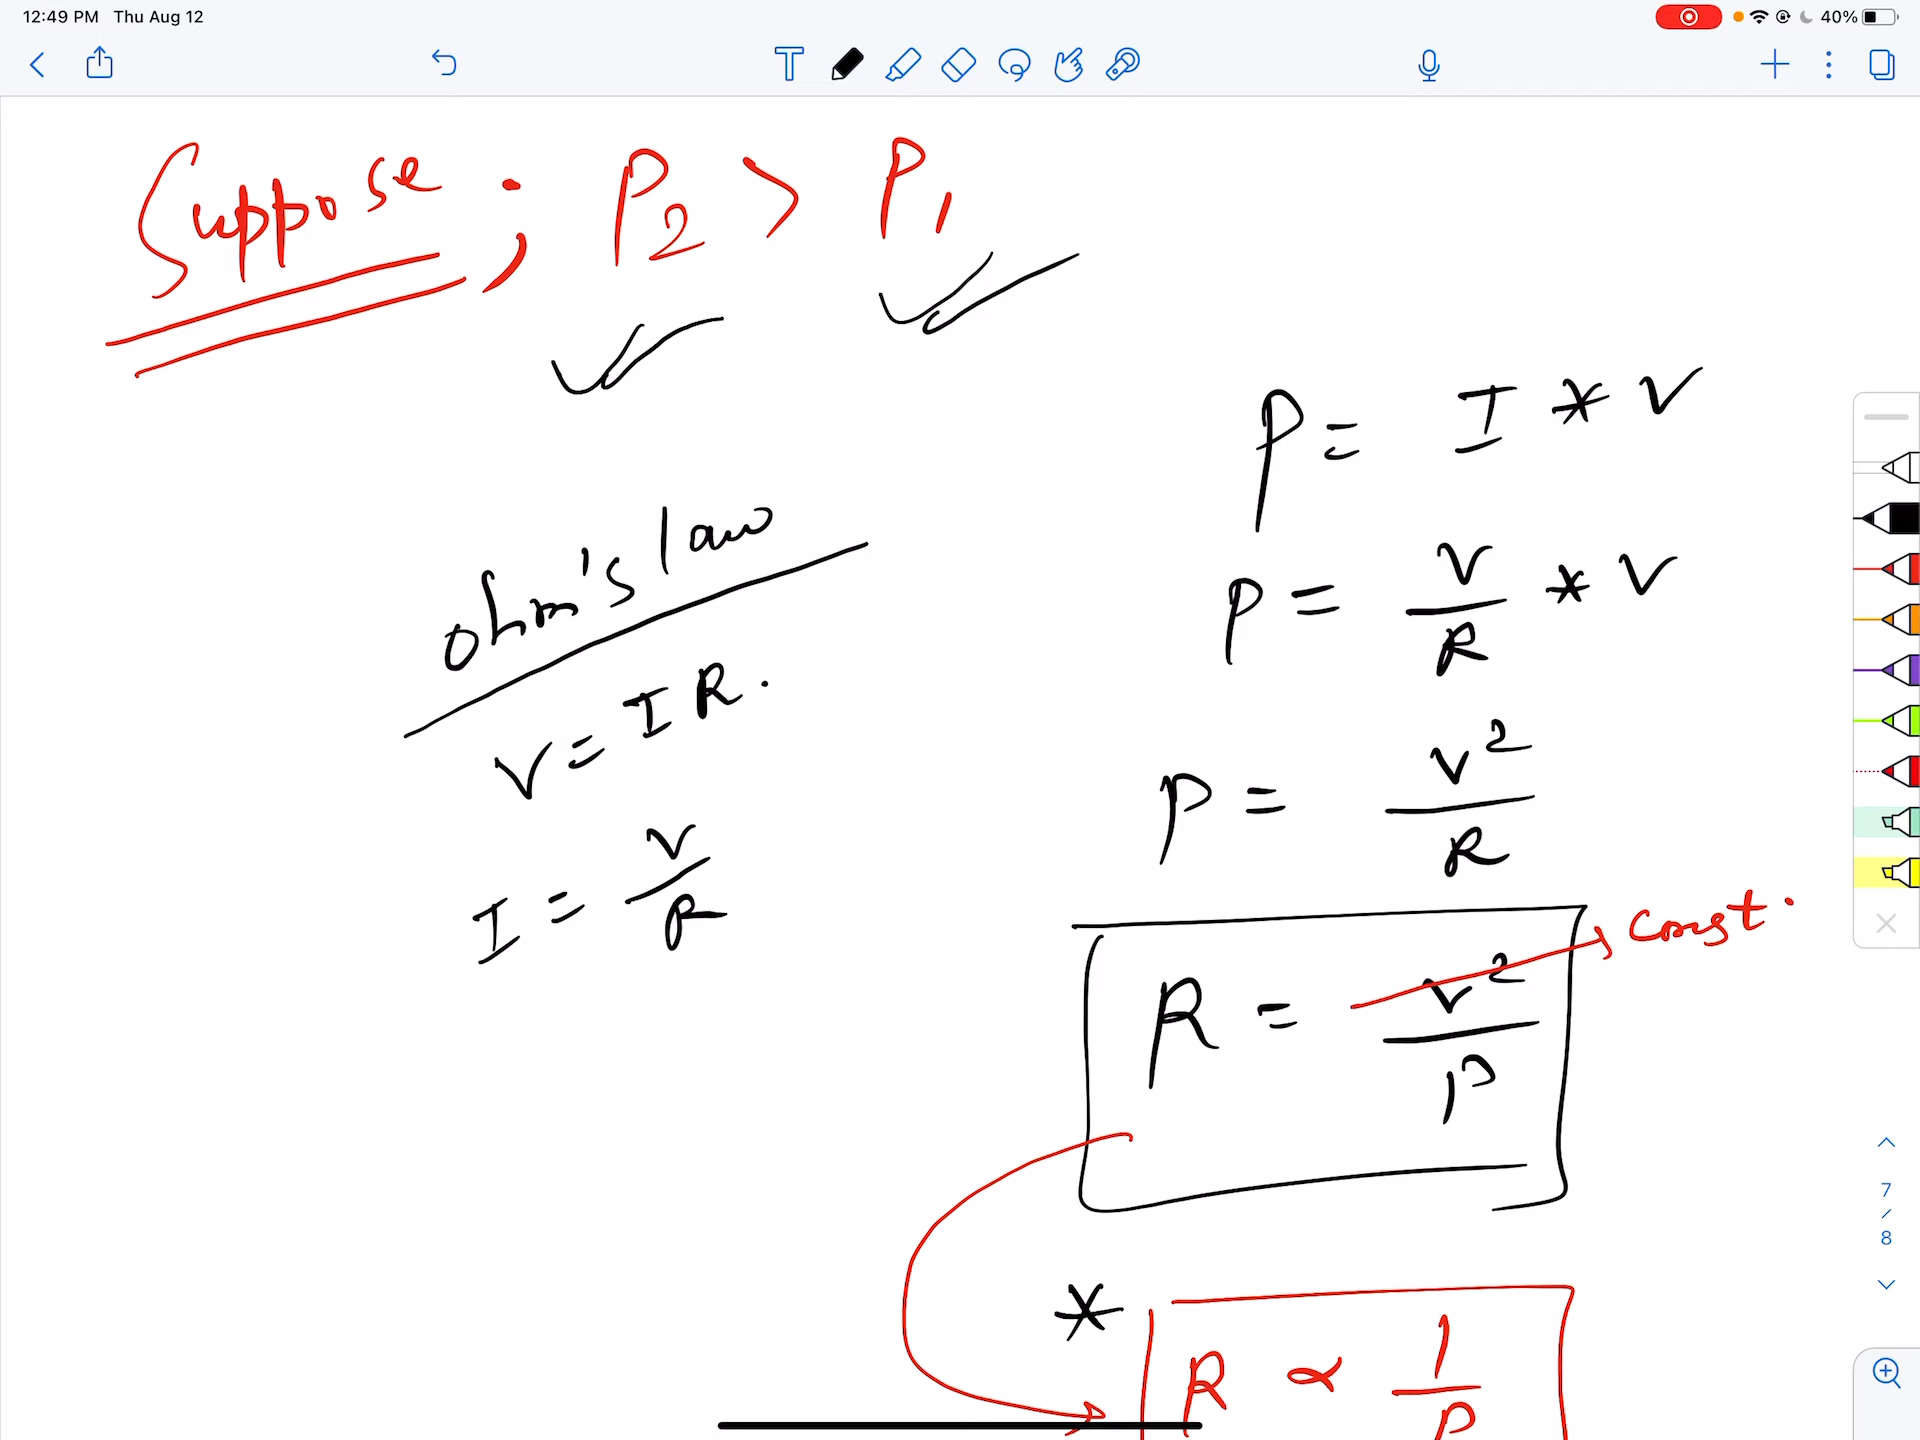 12:49 PM Thu Aug 12
40%
Suppose ; P₂ > P₁
P = I * V
ohm's law
P = V/R * V
V = IR.
P = V²/R
I = V/R
R = V²/P
Const.
7
/
8
*
R ∝ 1/P